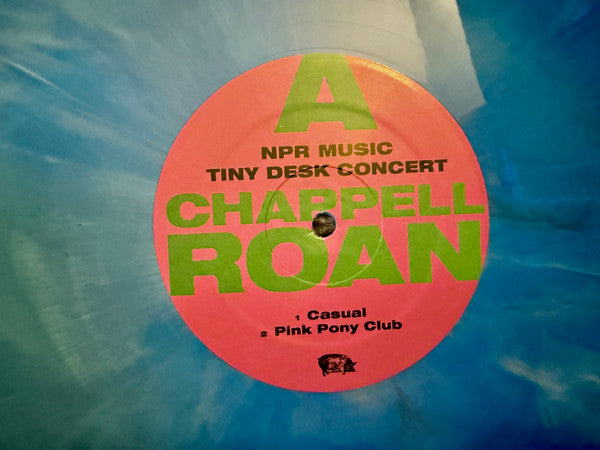 A
NPR MUSIC
TINY DESK CONCERT
CHAPPELL
ROAN
1 Casual
2 Pink Pony Club